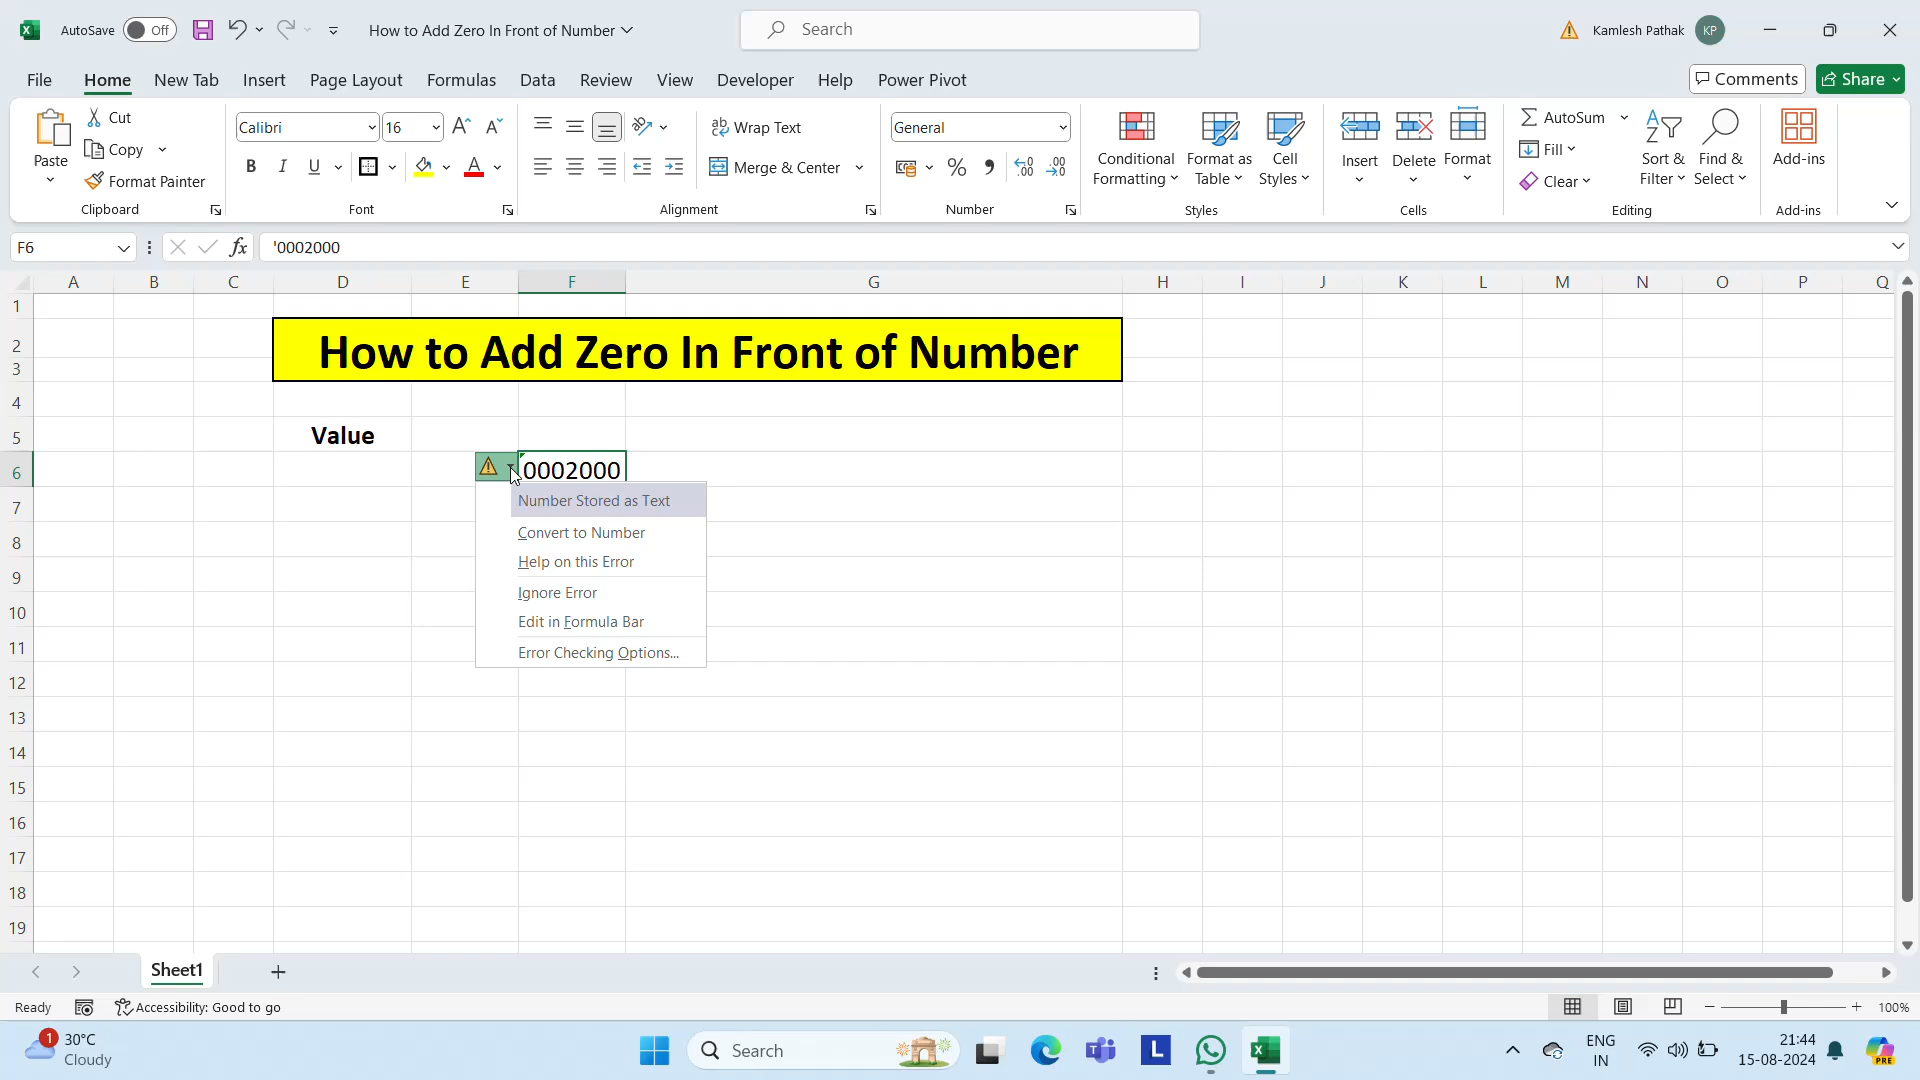 AutoSave Off How to Add Zero In Front of Number Search Kamlesh Pathak KP
File Home New Tab Insert Page Layout Formulas Data Review View Developer Help Power Pivot Comments Share
Paste Cut Copy Format Painter Clipboard
Calibri 16 B I U A Font
Wrap Text Merge & Center Alignment
General % Number
Conditional Formatting Format as Table Cell Styles Styles
Insert Delete Format Cells
AutoSum Fill Clear Sort & Filter Find & Select Editing
Add-ins Add-ins
F6 fx '0002000
A B C D E F G H I J K L M N O P Q
1
2 How to Add Zero In Front of Number
3
4
5 Value
6 0002000
Number Stored as Text
7
Convert to Number
8
Help on this Error
9
Ignore Error
10
Edit in Formula Bar
11
Error Checking Options...
12
13
14
15
16
17
18
19
Sheet1
Ready Accessibility: Good to go 100%
1 30°C
Cloudy
Search
L
ENG
IN
21:44
15-08-2024
PRE